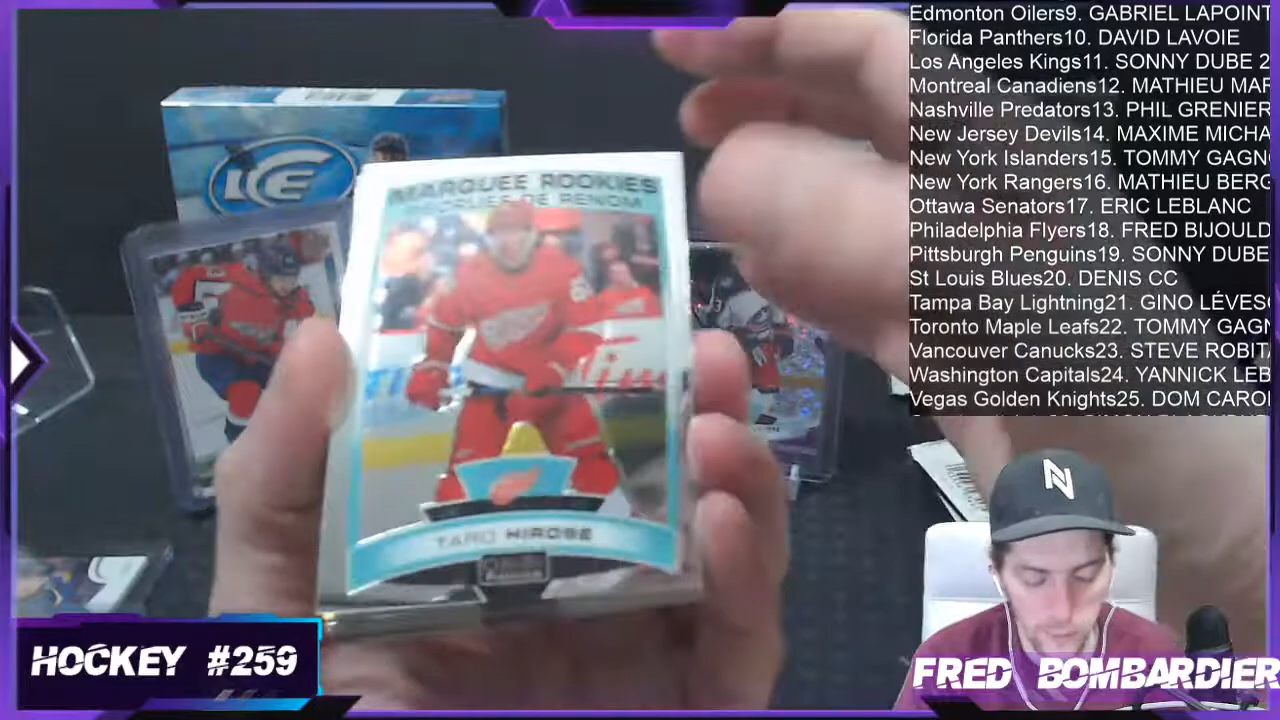 Edmonton Oilers9. GABRIEL LAPOINT
Florida Panthers10. DAVID LAVOIE
Los Angeles Kings11. SONNY DUBE 2
Montreal Canadiens12. MATHIEU MAR
Nashville Predators13. PHIL GRENIER
New Jersey Devils14. MAXIME MICHA
New York Islanders15. TOMMY GAGN
New York Rangers16. MATHIEU BERG
Ottawa Senators17. ERIC LEBLANC
Philadelphia Flyers18. FRED BIJOULD
Pittsburgh Penguins19. SONNY DUBE
St Louis Blues20. DENIS CC
Tampa Bay Lightning21. GINO LÉVESQ
Toronto Maple Leafs22. TOMMY GAGN
Vancouver Canucks23. STEVE ROBIT
Washington Capitals24. YANNICK LEB
Vegas Golden Knights25. DOM CARO
ICE
MARQUEE ROOKIES
RECRUES DE RENOM
TARO HIROSE
N
HOCKEY #259
FRED BOMBARDIER